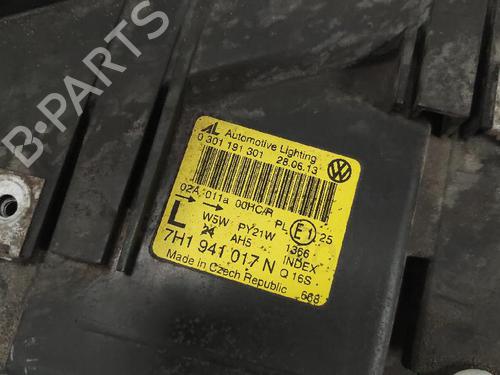 B-PARTS
AL Automotive Lighting
0 301 191 301 28.06.13
02A 011a 00HC/R PL E1 25
L W5W PY21W 1366
AH5 INDEX
7H1 941 017 N Q 16S
Made in Czech Republic 668